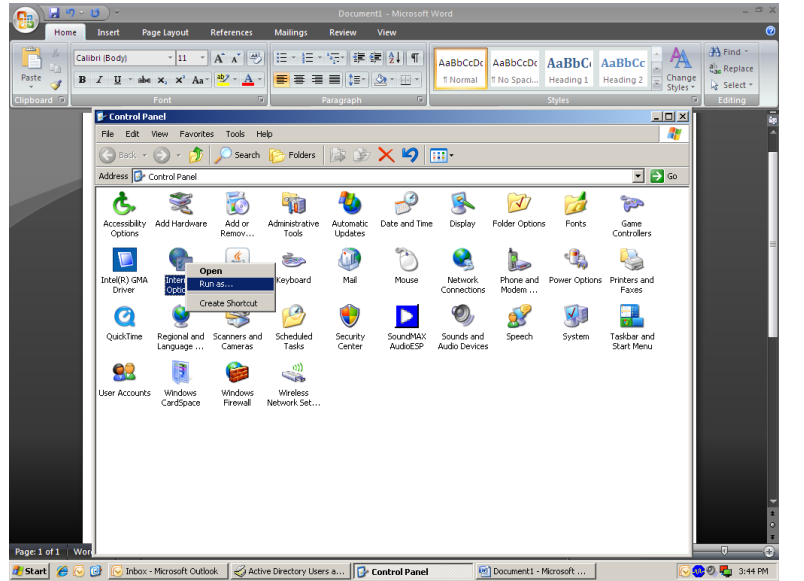 Document1 - Microsoft Word
Home Insert Page Layout References Mailings Review View
Paste
Calibri (Body) 11
B I U abc x, x² Aa A
AaBbCcDc AaBbCcDc AaBbC AaBbCc
¶ Normal ¶ No Spaci... Heading 1 Heading 2
Change
Styles
Find
Replace
Select
Clipboard Font Paragraph Styles Editing
Control Panel
File Edit View Favorites Tools Help
Back Search Folders
Address Control Panel Go
Accessibility
Options
Add Hardware
Add or
Remov...
Administrative
Tools
Automatic
Updates
Date and Time
Display
Folder Options
Fonts
Game
Controllers
Intel(R) GMA
Driver
Inter
Optio
Open
Run as...
Create Shortcut
Keyboard
Mail
Mouse
Network
Connections
Phone and
Modem ...
Power Options
Printers and
Faxes
QuickTime
Regional and
Language ...
Scanners and
Cameras
Scheduled
Tasks
Security
Center
SoundMAX
AudioESP
Sounds and
Audio Devices
Speech
System
Taskbar and
Start Menu
User Accounts
Windows
CardSpace
Windows
Firewall
Wireless
Network Set...
Page: 1 of 1 Wor
Start Inbox - Microsoft Outlook Active Directory Users a... Control Panel Document1 - Microsoft ... 3:44 PM